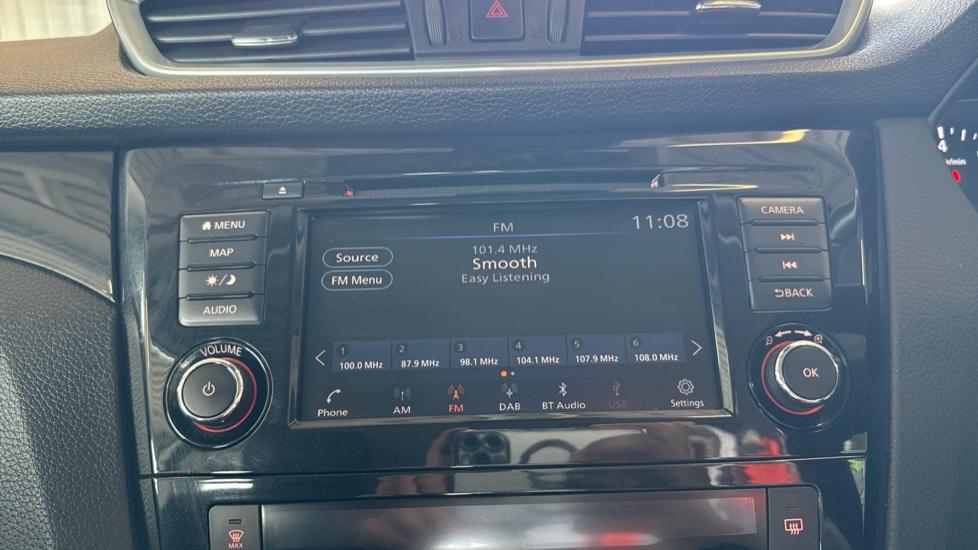 FM
11:08
101.4 MHz
Smooth
Easy Listening
Source
FM Menu
1 2 3 4 5 6
100.0 MHz 87.9 MHz 98.1 MHz 104.1 MHz 107.9 MHz 108.0 MHz
Phone AM FM DAB BT Audio USB Settings
MENU
MAP
AUDIO
VOLUME
CAMERA
BACK
OK
MAX
4